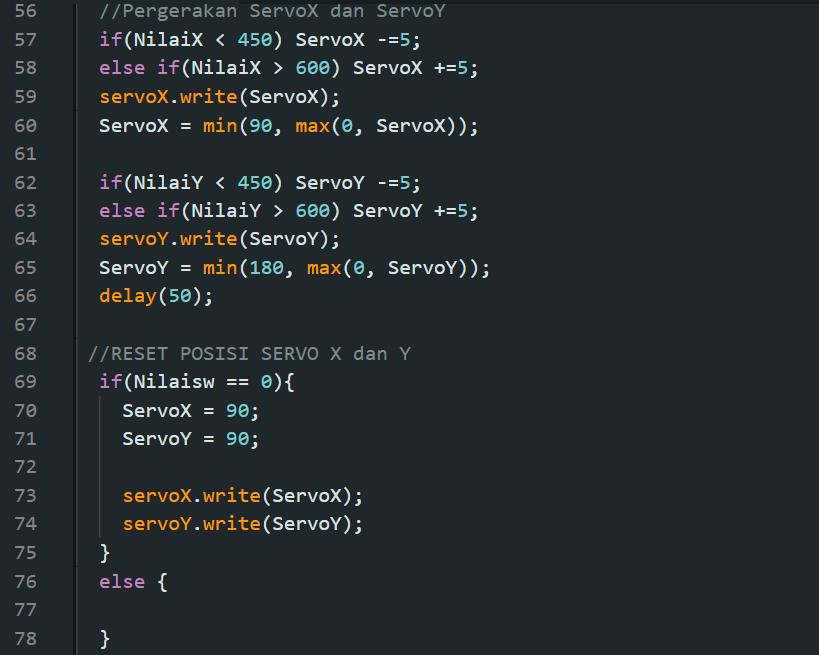 56 //Pergerakan ServoX dan ServoY
57 if(NilaiX < 450) ServoX -=5;
58 else if(NilaiX > 600) ServoX +=5;
59 servoX.write(ServoX);
60 ServoX = min(90, max(0, ServoX));
61
62 if(NilaiY < 450) ServoY -=5;
63 else if(NilaiY > 600) ServoY +=5;
64 servoY.write(ServoY);
65 ServoY = min(180, max(0, ServoY));
66 delay(50);
67
68 //RESET POSISI SERVO X dan Y
69 if(Nilaisw == 0){
70 ServoX = 90;
71 ServoY = 90;
72
73 servoX.write(ServoX);
74 servoY.write(ServoY);
75 }
76 else {
77
78 }